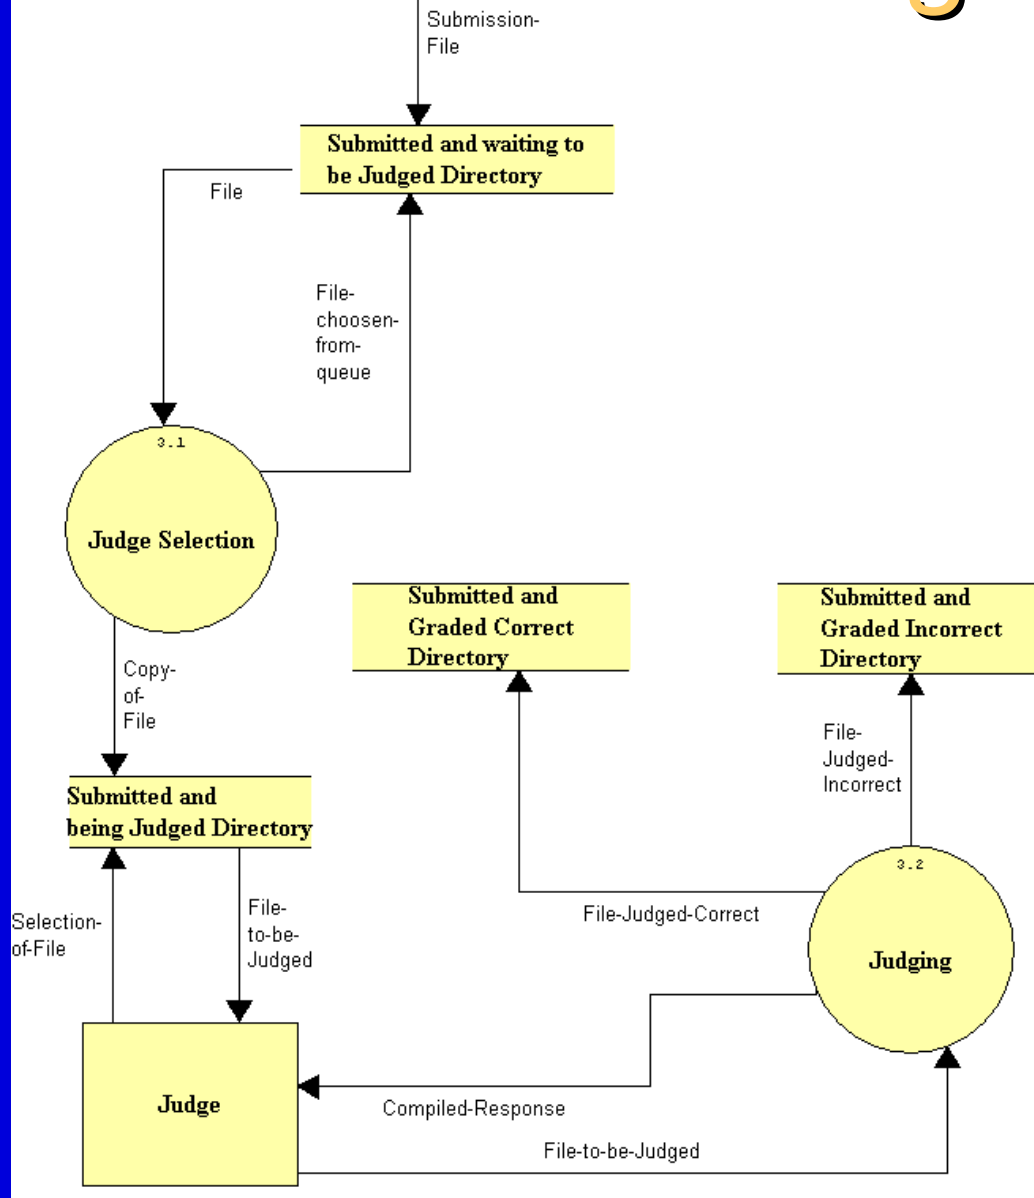 Submission-
File
Submitted and waiting to
be Judged Directory
File
File-
choosen-
from-
queue
3.1
Judge Selection
Submitted and
Graded Correct
Directory
Submitted and
Graded Incorrect
Directory
Copy-
of-
File
File-
Judged-
Incorrect
Submitted and
being Judged Directory
3.2
Judging
File-Judged-Correct
Selection-
of-File
File-
to-be-
Judged
Judge
Compiled-Response
File-to-be-Judged